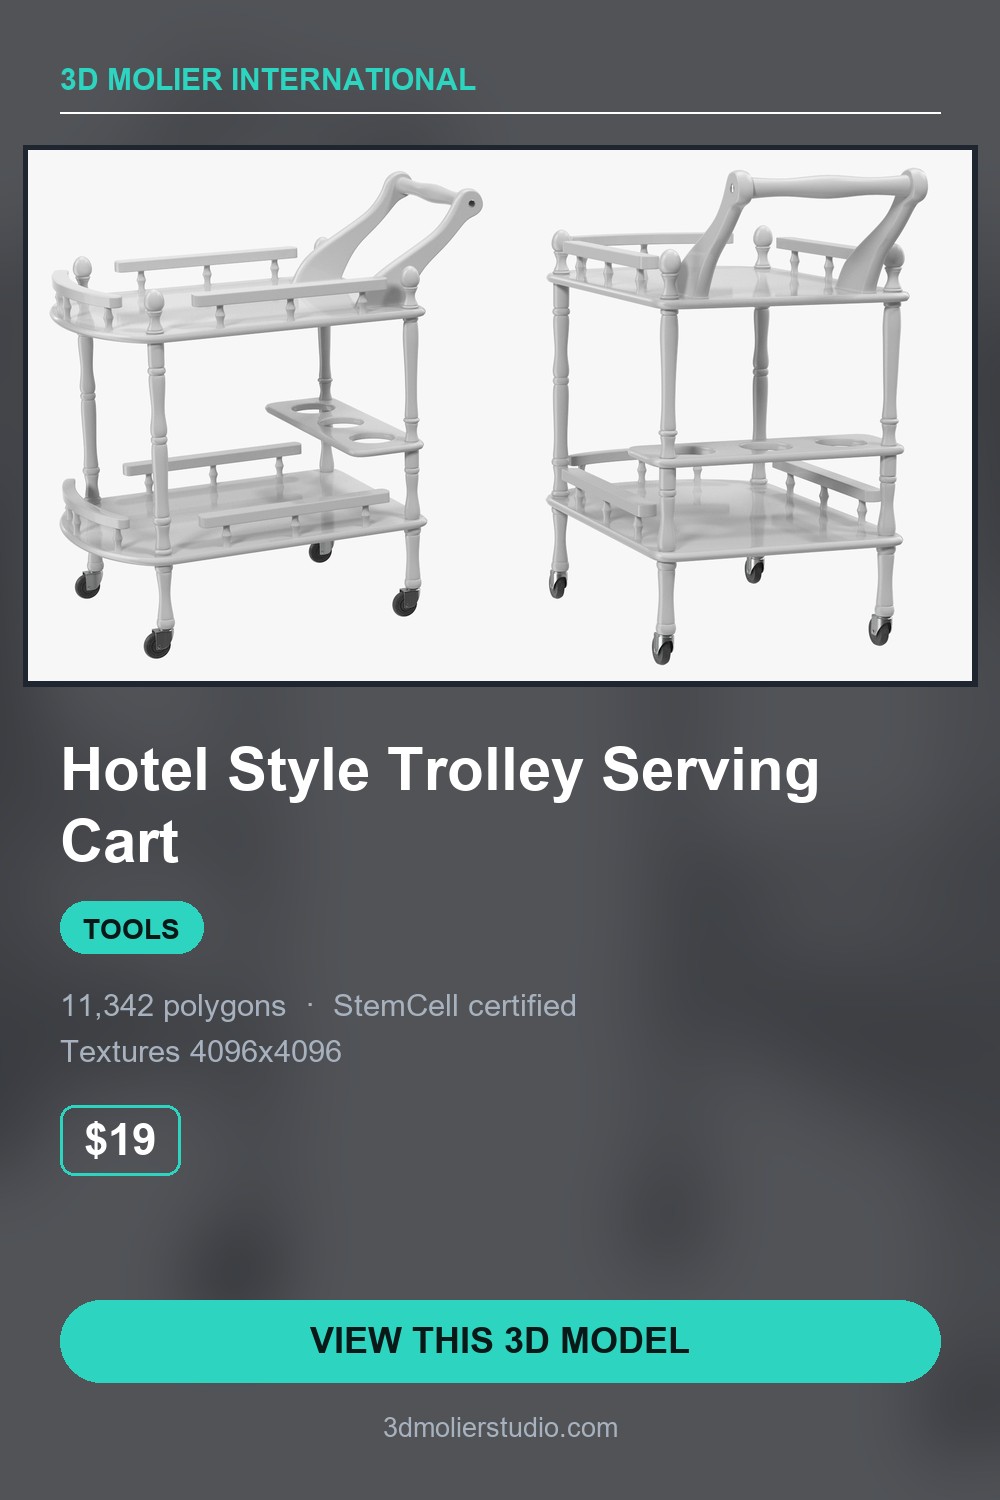 3D MOLIER INTERNATIONAL
Hotel Style Trolley Serving
Cart
TOOLS
11,342 polygons · StemCell certified
Textures 4096x4096
$19
VIEW THIS 3D MODEL
3dmolierstudio.com